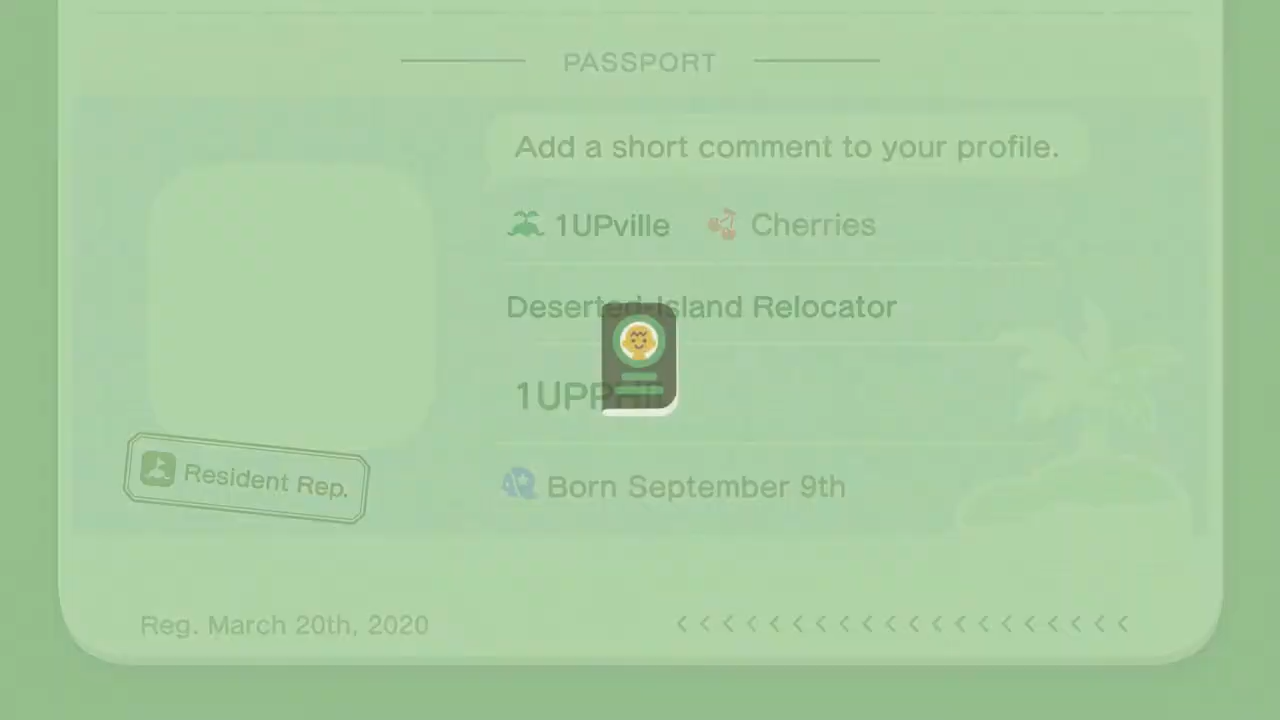 PASSPORT
Add a short comment to your profile.
1UPville Cherries
Deserted-Island Relocator
Born September 9th
Resident Rep.
Reg. March 20th, 2020 <<<<<<<<<<<<<<<<<<<<